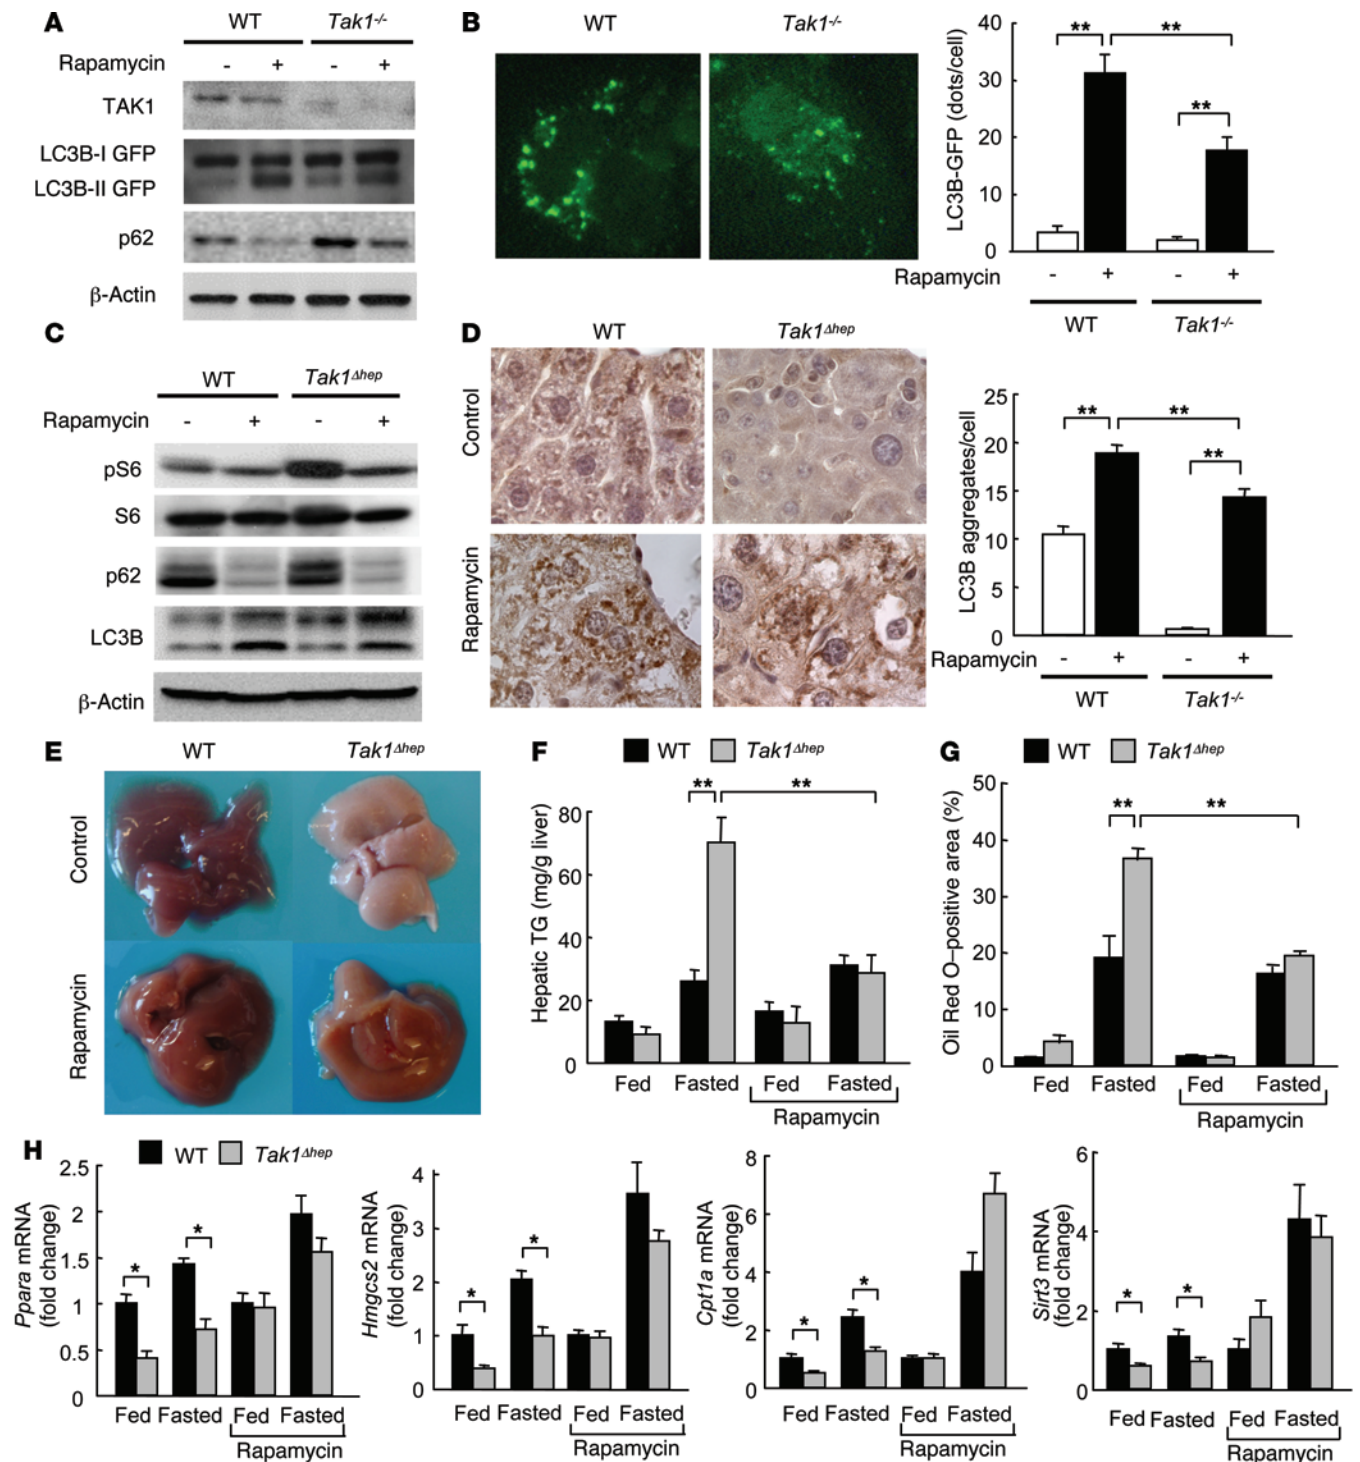 A
WT Tak1-/-
Rapamycin - + - +
TAK1
LC3B-I GFP
LC3B-II GFP
p62
β-Actin
B
WT Tak1-/-
LC3B-GFP (dots/cell)
40
30
20
10
0
** ** **
Rapamycin - + - +
WT Tak1-/-
C
WT Tak1Δhep
Rapamycin - + - +
pS6
S6
p62
LC3B
β-Actin
D
WT Tak1Δhep
Control
Rapamycin
LC3B aggregates/cell
25
20
15
10
5
0
** ** **
Rapamycin - + - +
WT Tak1-/-
E
WT Tak1Δhep
Control
Rapamycin
F
WT Tak1Δhep
Hepatic TG (mg/g liver)
80
60
40
20
0
** **
Fed Fasted Fed Fasted
Rapamycin
G
WT Tak1Δhep
Oil Red O–positive area (%)
50
40
30
20
10
0
** **
Fed Fasted Fed Fasted
Rapamycin
H
WT Tak1Δhep
Ppara mRNA
(fold change)
2.5
2
1.5
1
0.5
0
* *
Fed Fasted Fed Fasted
Rapamycin
Hmgcs2 mRNA
(fold change)
4
3
2
1
0
* *
Fed Fasted Fed Fasted
Rapamycin
Cpt1a mRNA
(fold change)
8
6
4
2
0
* *
Fed Fasted Fed Fasted
Rapamycin
Sirt3 mRNA
(fold change)
6
4
2
0
* *
Fed Fasted Fed Fasted
Rapamycin